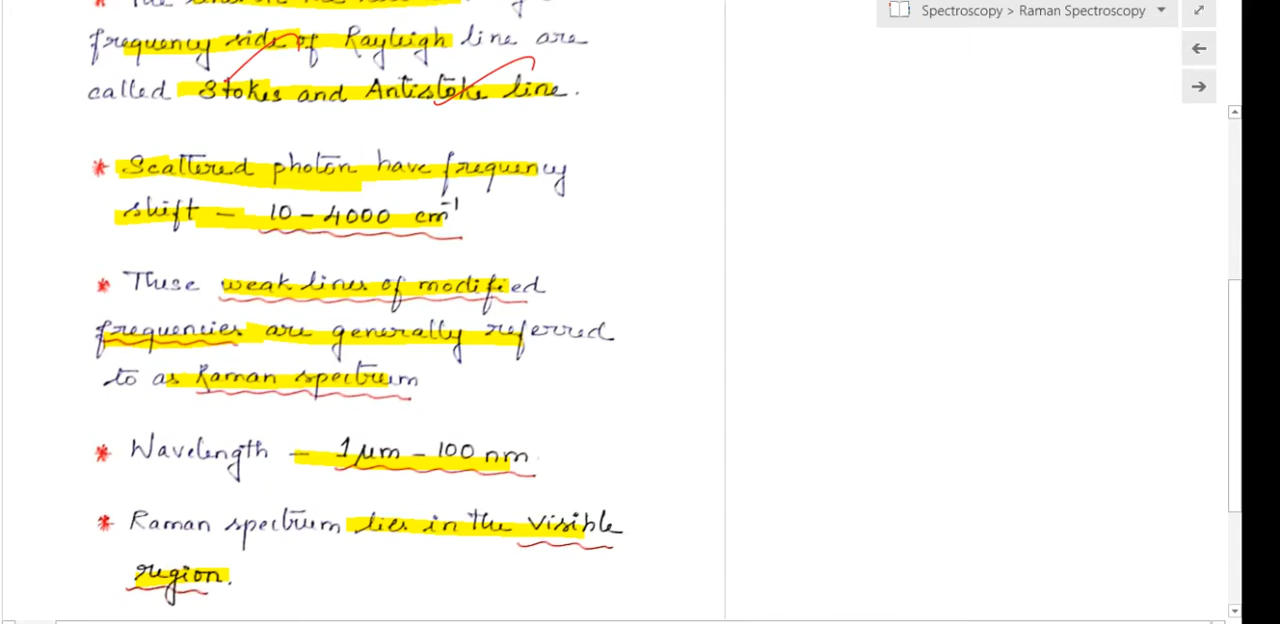 Spectroscopy > Raman Spectroscopy
frequency side of Rayleigh line are
called Stokes and Antistoke line.
* Scattered photon have frequency
shift – 10 – 4000 cm⁻¹
* These weak lines of modified
frequencies are generally referred
to as Raman spectrum
* Wavelength – 1 μm – 100 nm.
* Raman spectrum lies in the visible
region.